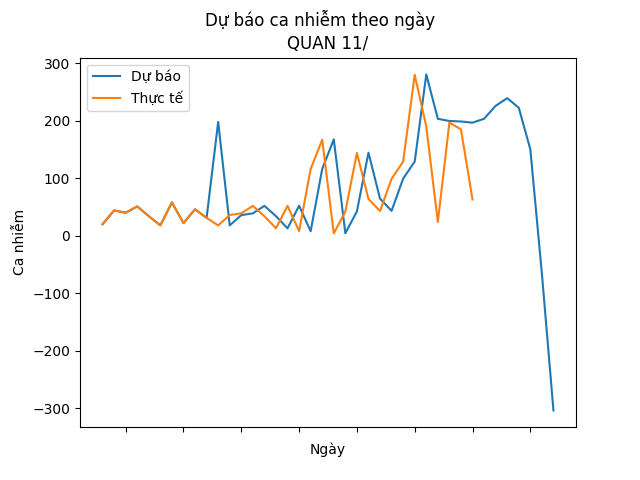 Dự báo ca nhiễm theo ngày
QUAN 11/
Dự báo
Thực tế
300
200
100
0
−100
−200
−300
Ca nhiễm
Ngày